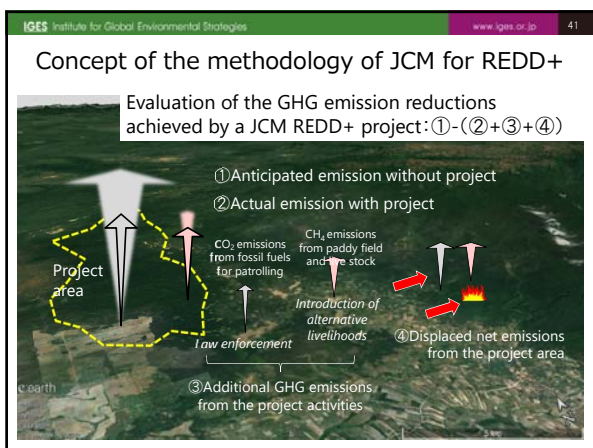 IGES Institute for Global Environmental Strategies
www.iges.or.jp
41
Concept of the methodology of JCM for REDD+
Evaluation of the GHG emission reductions
achieved by a JCM REDD+ project:①-(②+③+④)
①Anticipated emission without project
②Actual emission with project
CO₂ emissions
from fossil fuels
for patrolling
CH₄ emissions
from paddy field
and live stock
Project
area
Law enforcement
Introduction of
alternative
livelihoods
④Displaced net emissions
from the project area
③Additional GHG emissions
from the project activities
earth